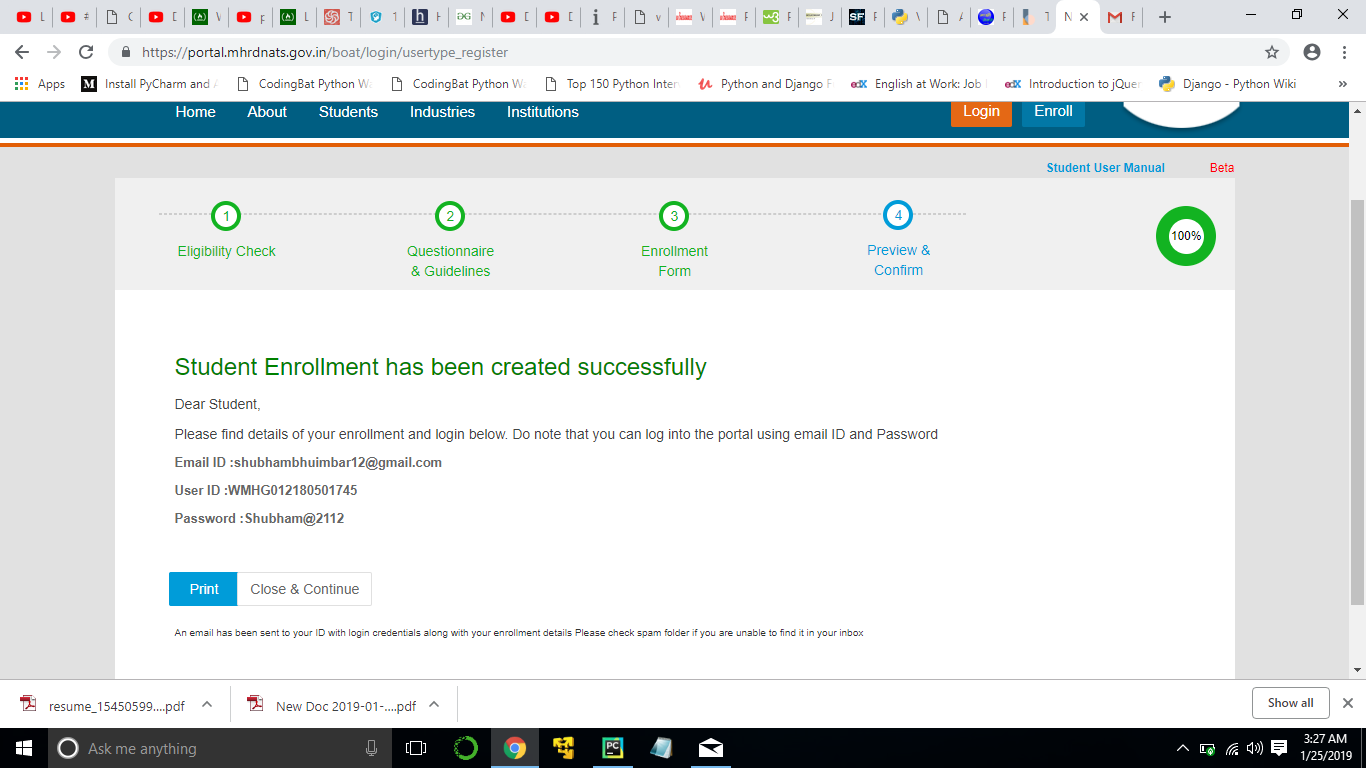 https://portal.mhrdnats.gov.in/boat/login/usertype_register
Apps
Install PyCharm and A
CodingBat Python Wa
CodingBat Python Wa
Top 150 Python Inter
Python and Django F
edX English at Work: Job
edX Introduction to jQuer
Django - Python Wiki
Home About Students Industries Institutions Login Enroll
Student User Manual Beta
1 2 3 4
100%
Eligibility Check
Questionnaire
& Guidelines
Enrollment
Form
Preview &
Confirm
Student Enrollment has been created successfully
Dear Student,
Please find details of your enrollment and login below. Do note that you can log into the portal using email ID and Password
Email ID :shubhambhuimbar12@gmail.com
User ID :WMHG012180501745
Password :Shubham@2112
Print Close & Continue
An email has been sent to your ID with login credentials along with your enrollment details Please check spam folder if you are unable to find it in your inbox
resume_15450599....pdf
New Doc 2019-01-....pdf
Show all
Ask me anything
3:27 AM
1/25/2019